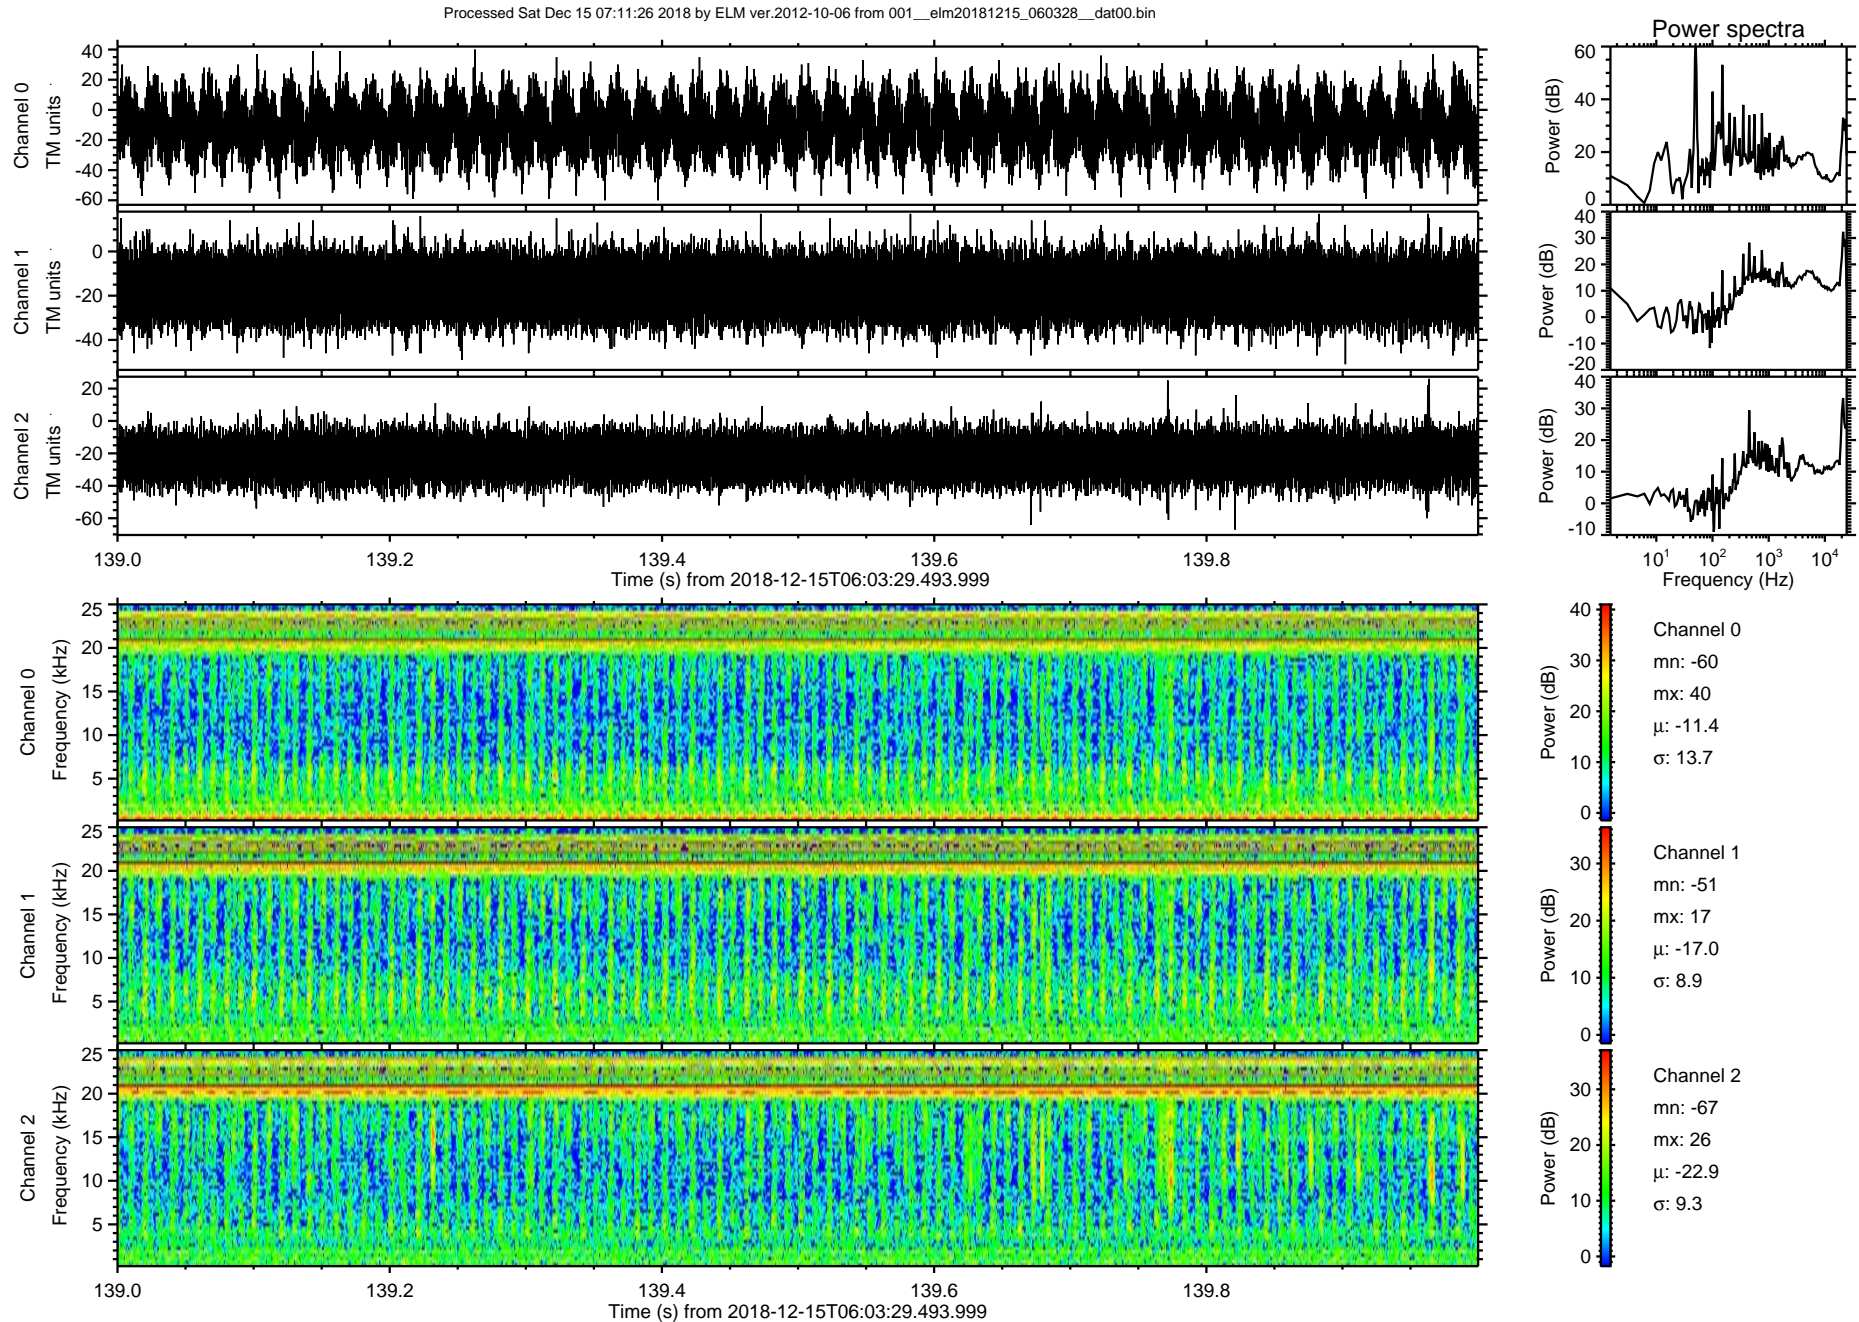 Processed Sat Dec 15 07:11:26 2018 by ELM ver.2012-10-06 from 001__elm20181215_060328__dat00.bin
Power spectra
Channel 0
TM units
40
20
0
-20
-40
-60
Power (dB)
60
40
20
0
Channel 1
TM units
0
-20
-40
Power (dB)
40
30
20
10
0
-10
-20
Channel 2
TM units
20
0
-20
-40
-60
Power (dB)
40
30
20
10
0
-10
139.0 139.2 139.4 139.6 139.8
Time (s) from 2018-12-15T06:03:29.493.999
10¹ 10² 10³ 10⁴
Frequency (Hz)
Channel 0
Frequency (kHz)
25
20
15
10
5
Power (dB)
40
30
20
10
0
Channel 0
mn: -60
mx: 40
μ: -11.4
σ: 13.7
Channel 1
Frequency (kHz)
25
20
15
10
5
Power (dB)
30
20
10
0
Channel 1
mn: -51
mx: 17
μ: -17.0
σ: 8.9
Channel 2
Frequency (kHz)
25
20
15
10
5
Power (dB)
30
20
10
0
Channel 2
mn: -67
mx: 26
μ: -22.9
σ: 9.3
139.0 139.2 139.4 139.6 139.8
Time (s) from 2018-12-15T06:03:29.493.999